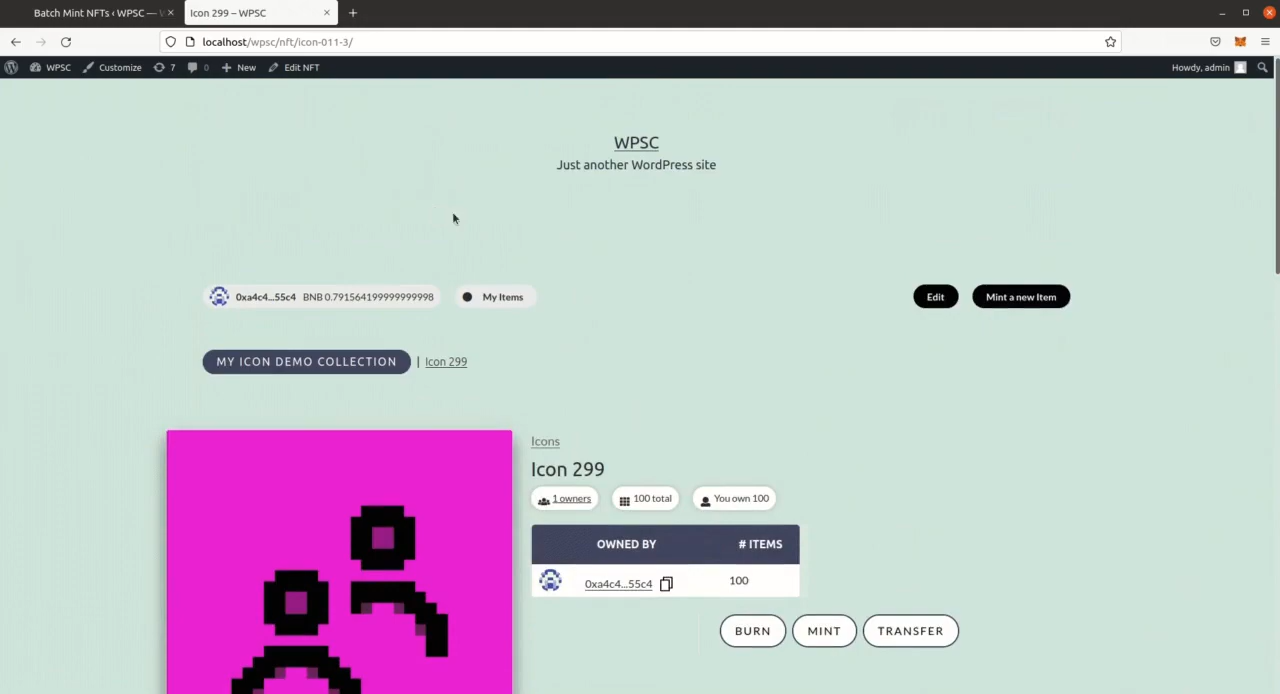 Batch Mint NFTs ‹ WPSC —
Icon 299 – WPSC
localhost/wpsc/nft/icon-011-3/
WPSC
Customize
7
0
New
Edit NFT
Howdy, admin
WPSC
Just another WordPress site
0xa4c4...55c4 BNB 0.791564199999999998
My Items
Edit
Mint a new Item
MY ICON DEMO COLLECTION | Icon 299
Icons
Icon 299
1 owners
100 total
You own 100
OWNED BY # ITEMS
0xa4c4...55c4 100
BURN
MINT
TRANSFER